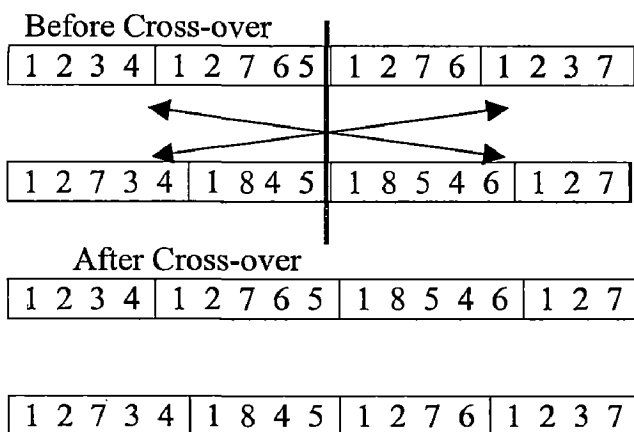 Before Cross-over
1 2 3 4 1 2 7 6 5 1 2 7 6 1 2 3 7
1 2 7 3 4 1 8 4 5 1 8 5 4 6 1 2 7
After Cross-over
1 2 3 4 1 2 7 6 5 1 8 5 4 6 1 2 7
1 2 7 3 4 1 8 4 5 1 2 7 6 1 2 3 7